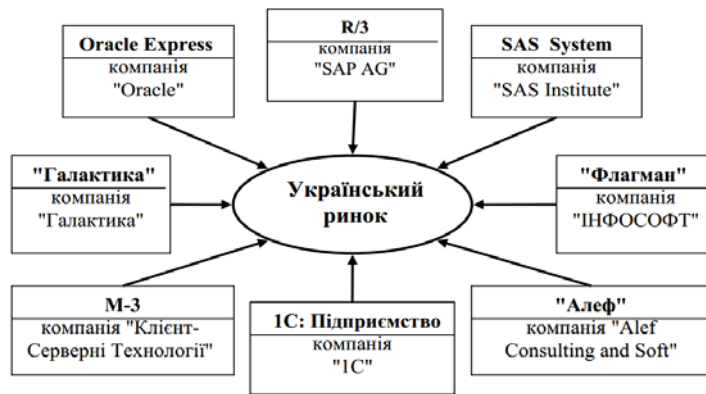 Oracle Express
компанія
"Oracle"
R/3
компанія
"SAP AG"
SAS System
компанія
"SAS Institute"
"Галактика"
компанія
"Галактика"
Український
ринок
"Флагман"
компанія
"ІНФОСОФТ"
М-3
компанія "Клієнт-
Серверні Технології"
1С: Підприємство
компанія
"1С"
"Алеф"
компанія "Alef
Consulting and Soft"